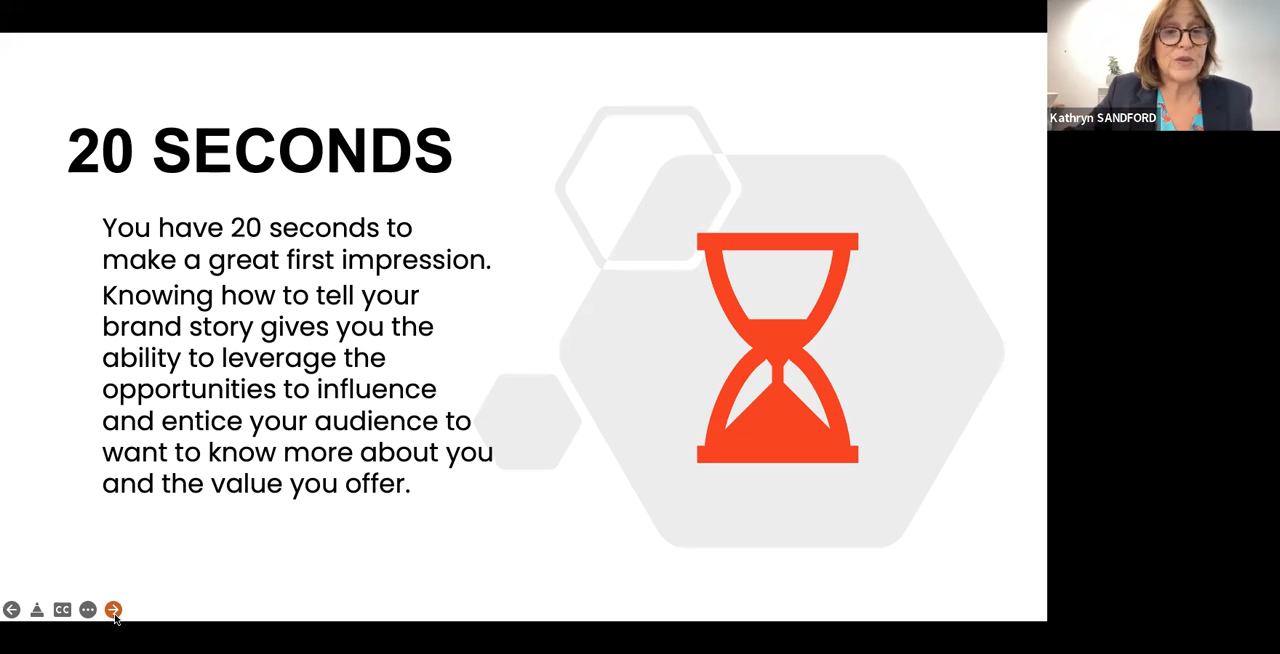 20 SECONDS
You have 20 seconds to
make a great first impression.
Knowing how to tell your
brand story gives you the
ability to leverage the
opportunities to influence
and entice your audience to
want to know more about you
and the value you offer.
Kathryn SANDFORD
CC